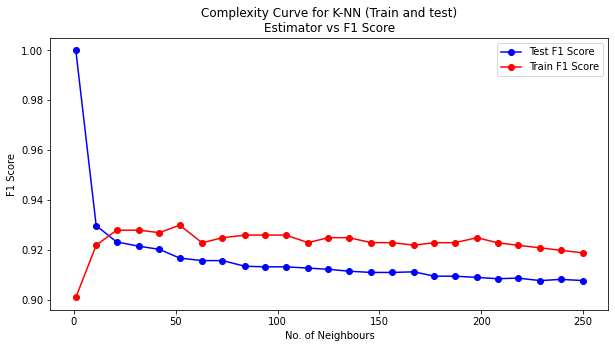 Complexity Curve for K-NN (Train and test)
Estimator vs F1 Score
Test F1 Score
Train F1 Score
1.00
0.98
0.96
0.94
0.92
0.90
F1 Score
0
50
100
150
200
250
No. of Neighbours